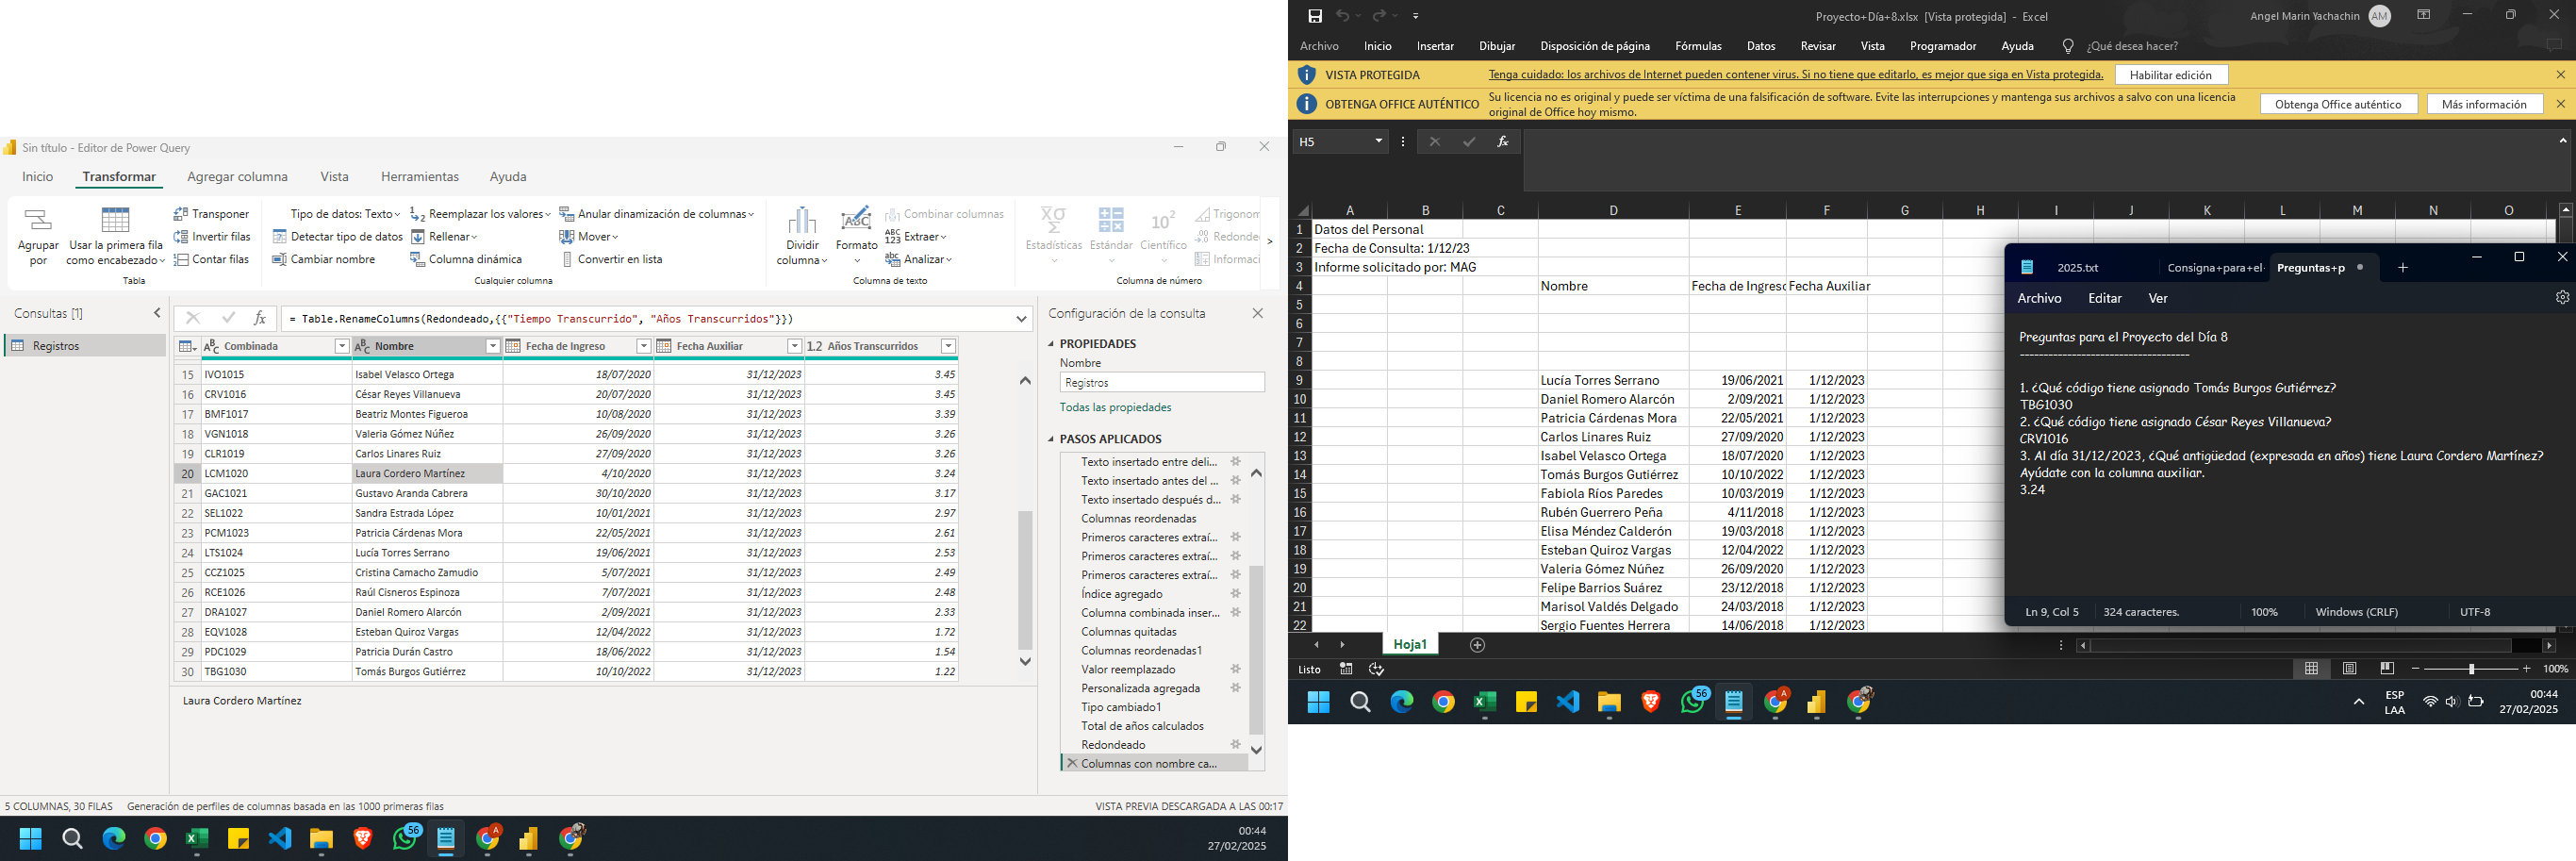 Sin título - Editor de Power Query
Inicio Transformar Agregar columna Vista Herramientas Ayuda
Agrupar por
Usar la primera fila como encabezado
Transponer
Invertir filas
Contar filas
Tabla
Tipo de datos: Texto
Detectar tipo de datos
Cambiar nombre
Reemplazar los valores
Rellenar
Columna dinámica
Anular dinamización de columnas
Mover
Convertir en lista
Cualquier columna
Dividir columna
Formato
Combinar columnas
Extraer
Analizar
Columna de texto
Estadísticas
Estándar
Científico
Trigonom
Redonde
Informaci
Columna de número
Consultas [1]
Registros
= Table.RenameColumns(Redondeado,{{"Tiempo Transcurrido", "Años Transcurridos"}})
Combinada Nombre Fecha de Ingreso Fecha Auxiliar 1.2 Años Transcurridos
15 IVO1015 Isabel Velasco Ortega 18/07/2020 31/12/2023 3.45
16 CRV1016 César Reyes Villanueva 20/07/2020 31/12/2023 3.45
17 BMF1017 Beatriz Montes Figueroa 10/08/2020 31/12/2023 3.39
18 VGN1018 Valeria Gómez Núñez 26/09/2020 31/12/2023 3.26
19 CLR1019 Carlos Linares Ruiz 27/09/2020 31/12/2023 3.26
20 LCM1020 Laura Cordero Martínez 4/10/2020 31/12/2023 3.24
21 GAC1021 Gustavo Aranda Cabrera 30/10/2020 31/12/2023 3.17
22 SEL1022 Sandra Estrada López 10/01/2021 31/12/2023 2.97
23 PCM1023 Patricia Cárdenas Mora 22/05/2021 31/12/2023 2.61
24 LTS1024 Lucía Torres Serrano 19/06/2021 31/12/2023 2.53
25 CCZ1025 Cristina Camacho Zamudio 5/07/2021 31/12/2023 2.49
26 RCE1026 Raúl Cisneros Espinoza 7/07/2021 31/12/2023 2.48
27 DRA1027 Daniel Romero Alarcón 2/09/2021 31/12/2023 2.33
28 EQV1028 Esteban Quiroz Vargas 12/04/2022 31/12/2023 1.72
29 PDC1029 Patricia Durán Castro 18/06/2022 31/12/2023 1.54
30 TBG1030 Tomás Burgos Gutiérrez 10/10/2022 31/12/2023 1.22
Laura Cordero Martínez
Configuración de la consulta
PROPIEDADES
Nombre
Registros
Todas las propiedades
PASOS APLICADOS
Texto insertado entre deli...
Texto insertado antes del ...
Texto insertado después d...
Columnas reordenadas
Primeros caracteres extraí...
Primeros caracteres extraí...
Primeros caracteres extraí...
Índice agregado
Columna combinada inser...
Columnas quitadas
Columnas reordenadas1
Valor reemplazado
Personalizada agregada
Tipo cambiado1
Total de años calculados
Redondeado
Columnas con nombre ca...
5 COLUMNAS, 30 FILAS Generación de perfiles de columnas basada en las 1000 primeras filas
VISTA PREVIA DESCARGADA A LAS 00:17
56
A
00:44
27/02/2025
Proyecto+Día+8.xlsx [Vista protegida] - Excel
Angel Marin Yachachin AM
Archivo Inicio Insertar Dibujar Disposición de página Fórmulas Datos Revisar Vista Programador Ayuda ¿Qué desea hacer?
VISTA PROTEGIDA Tenga cuidado: los archivos de Internet pueden contener virus. Si no tiene que editarlo, es mejor que siga en Vista protegida. Habilitar edición
OBTENGA OFFICE AUTÉNTICO Su licencia no es original y puede ser víctima de una falsificación de software. Evite las interrupciones y mantenga sus archivos a salvo con una licencia
original de Office hoy mismo.
Obtenga Office auténtico Más información
H5 fx
A B C D E F G H I J K L M N O
1 Datos del Personal
2 Fecha de Consulta: 1/12/23
3 Informe solicitado por: MAG
4 Nombre Fecha de Ingreso Fecha Auxiliar
5
6
7
8
9 Lucía Torres Serrano 19/06/2021 1/12/2023
10 Daniel Romero Alarcón 2/09/2021 1/12/2023
11 Patricia Cárdenas Mora 22/05/2021 1/12/2023
12 Carlos Linares Ruiz 27/09/2020 1/12/2023
13 Isabel Velasco Ortega 18/07/2020 1/12/2023
14 Tomás Burgos Gutiérrez 10/10/2022 1/12/2023
15 Fabiola Ríos Paredes 10/03/2019 1/12/2023
16 Rubén Guerrero Peña 4/11/2018 1/12/2023
17 Elisa Méndez Calderón 19/03/2018 1/12/2023
18 Esteban Quiroz Vargas 12/04/2022 1/12/2023
19 Valeria Gómez Núñez 26/09/2020 1/12/2023
20 Felipe Barrios Suárez 23/12/2018 1/12/2023
21 Marisol Valdés Delgado 24/03/2018 1/12/2023
22 Sergio Fuentes Herrera 14/06/2018 1/12/2023
Hoja1
Listo
100%
2025.txt Consigna+para+el Preguntas+p
Archivo Editar Ver
Preguntas para el Proyecto del Día 8
------------------------------------
1. ¿Qué código tiene asignado Tomás Burgos Gutiérrez?
TBG1030
2. ¿Qué código tiene asignado César Reyes Villanueva?
CRV1016
3. Al día 31/12/2023, ¿Qué antigüedad (expresada en años) tiene Laura Cordero Martínez?
Ayúdate con la columna auxiliar.
3.24
Ln 9, Col 5 324 caracteres. 100% Windows (CRLF) UTF-8
56
A
ESP
LAA
00:44
27/02/2025